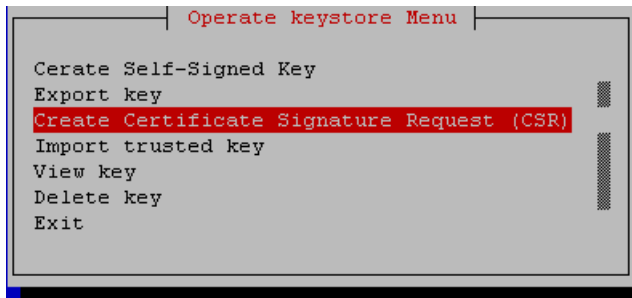 Operate keystore Menu
Cerate Self-Signed Key
Export key
Create Certificate Signature Request (CSR)
Import trusted key
View key
Delete key
Exit